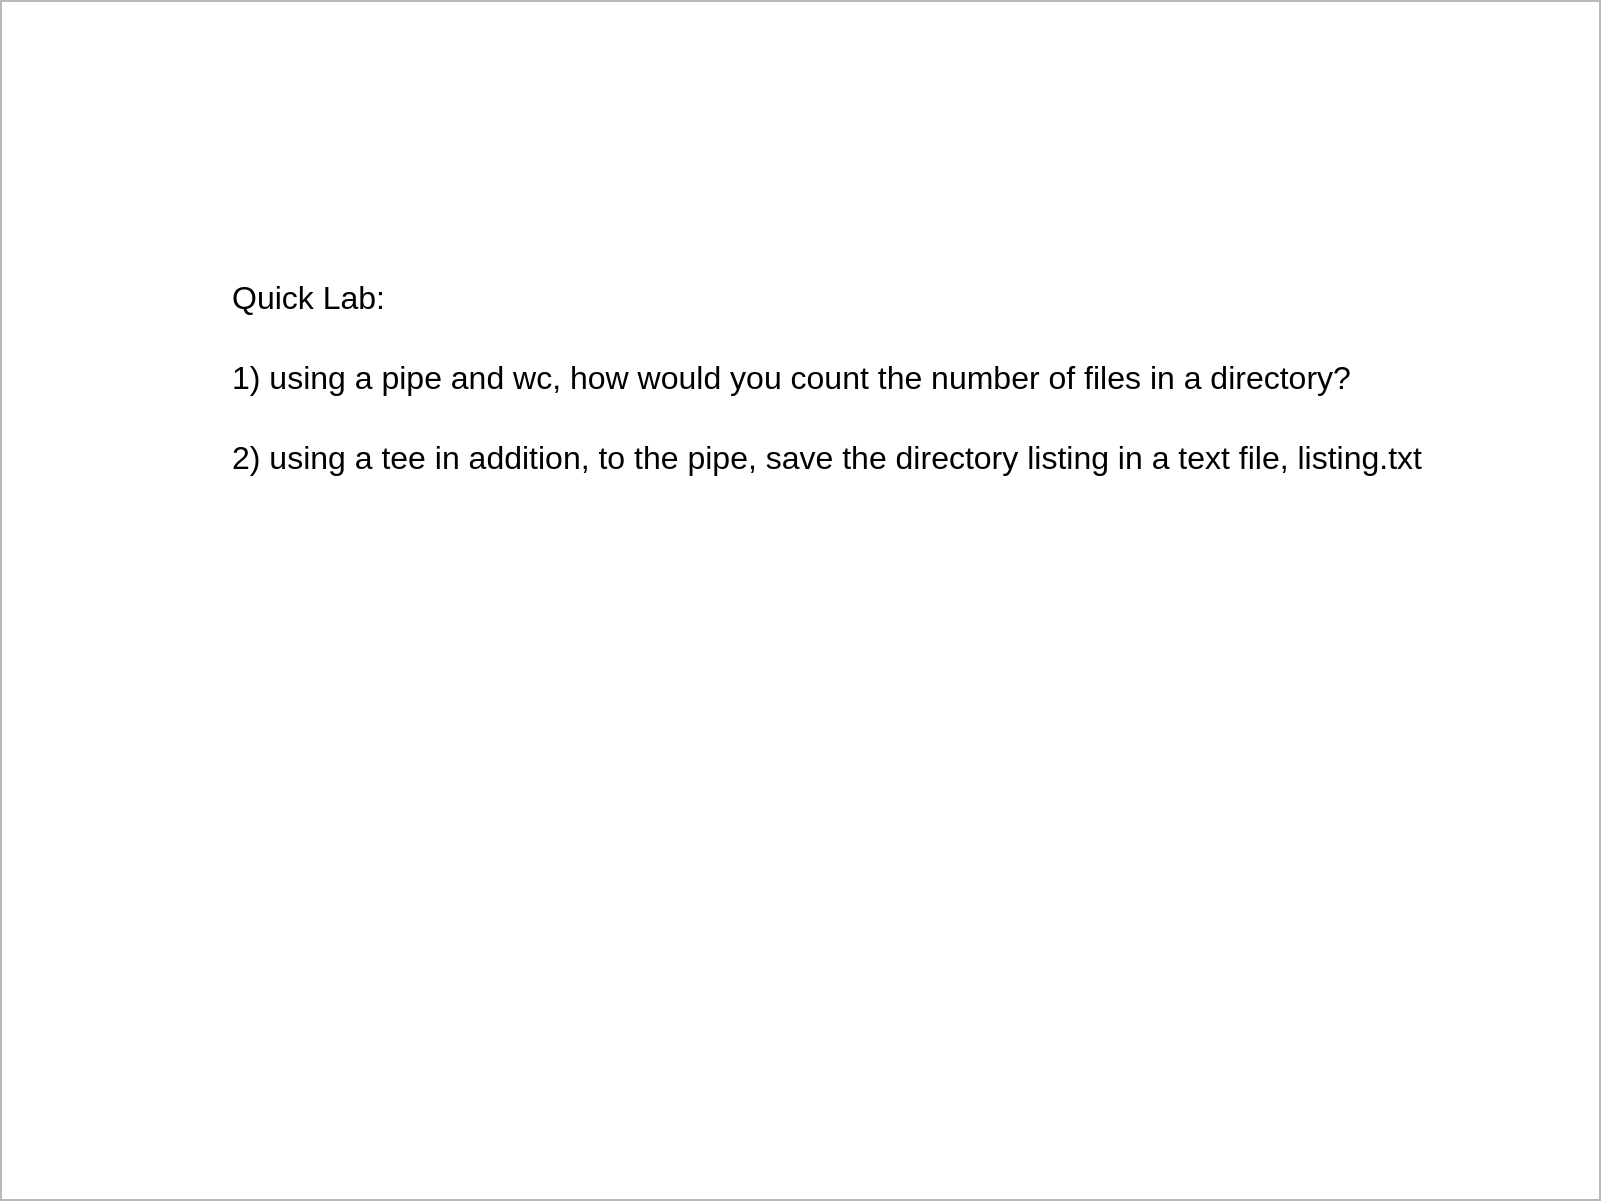 Quick Lab:
1) using a pipe and wc, how would you count the number of files in a directory?
2) using a tee in addition, to the pipe, save the directory listing in a text file, listing.txt